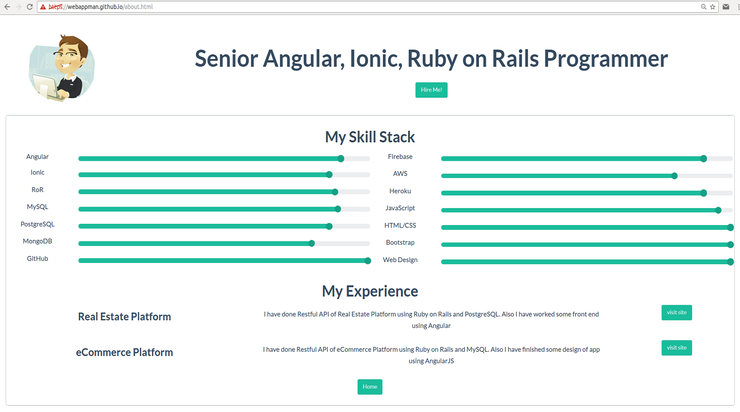 https://webappman.github.io/about.html
Senior Angular, Ionic, Ruby on Rails Programmer
Hire Me!
My Skill Stack
Angular
Ionic
RoR
MySQL
PostgreSQL
MongoDB
GitHub
Firebase
AWS
Heroku
JavaScript
HTML/CSS
Bootstrap
Web Design
My Experience
Real Estate Platform
I have done Restful API of Real Estate Platform using Ruby on Rails and PostgreSQL. Also I have worked some front end
using Angular
visit site
eCommerce Platform
I have done Restful API of eCommerce Platform using Ruby on Rails and MySQL. Also I have finished some design of app
using AngularJS
visit site
Home